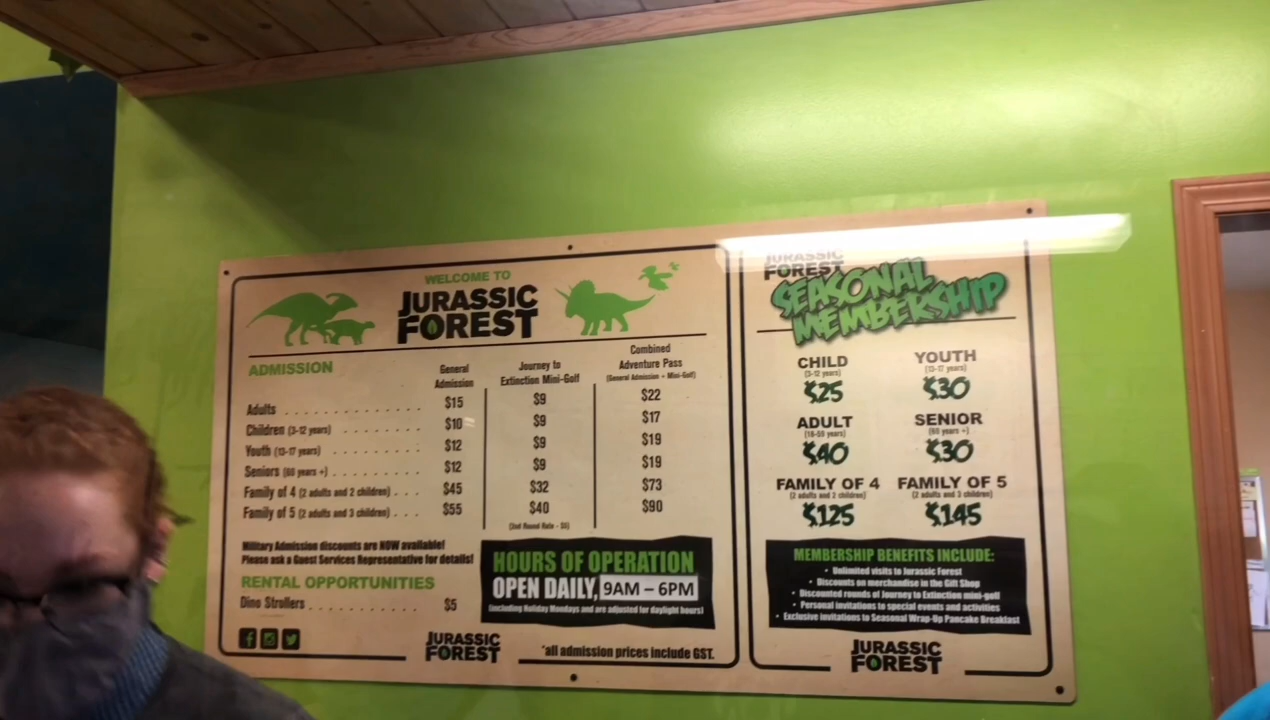 WELCOME TO
JURASSIC
FOREST
ADMISSION
General Admission
Journey to Extinction Mini-Golf
Combined Adventure Pass
(General Admission + Mini-Golf)
Adults . . . . . . . . . . . . . . $15 $9 $22
Children (3-12 years) . . . . . . . . $10 $9 $17
Youth (13-17 years) . . . . . . . . . $12 $9 $19
Seniors (60 years +) . . . . . . . . . $12 $9 $19
Family of 4 (2 adults and 2 children) . . . $45 $32 $73
Family of 5 (2 adults and 3 children) . . . $55 $40 $90
(2nd Round Rate - $5)
Military Admission discounts are NOW available!
Please ask a Guest Services Representative for details!
RENTAL OPPORTUNITIES
Dino Strollers . . . . . . . . . . . $5
HOURS OF OPERATION
OPEN DAILY, 9AM – 6PM
(including Holiday Mondays and are adjusted for daylight hours)
JURASSIC
FOREST
*all admission prices include GST.
JURASSIC
FOREST
SEASONAL
MEMBERSHIP
CHILD
(3-12 years)
$25
YOUTH
(13-17 years)
$30
ADULT
(18-59 years)
$40
SENIOR
(60 years +)
$30
FAMILY OF 4
(2 adults and 2 children)
$125
FAMILY OF 5
(2 adults and 3 children)
$145
MEMBERSHIP BENEFITS INCLUDE:
• Unlimited visits to Jurassic Forest
• Discounts on merchandise in the Gift Shop
• Discounted rounds of Journey to Extinction mini-golf
• Personal invitations to special events and activities
• Exclusive invitations to Seasonal Wrap-Up Pancake Breakfast
JURASSIC
FOREST